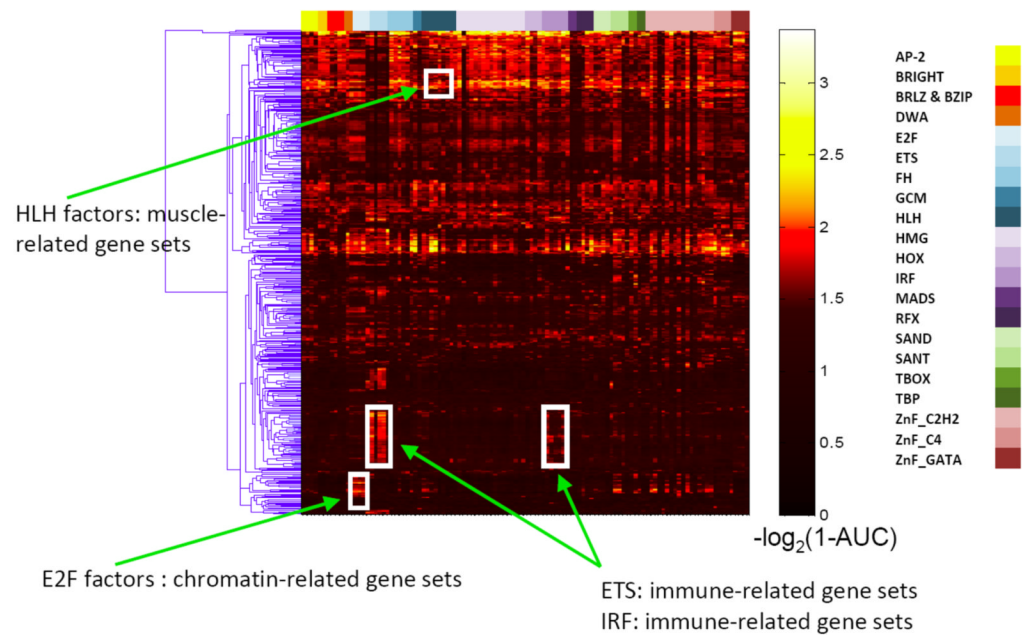 AP-2
BRIGHT
BRLZ & BZIP
DWA
E2F
ETS
FH
GCM
HLH
HMG
HOX
IRF
MADS
RFX
SAND
SANT
TBOX
TBP
ZnF_C2H2
ZnF_C4
ZnF_GATA
3
2.5
2
1.5
1
0.5
0
-log2(1-AUC)
HLH factors: muscle-
related gene sets
E2F factors : chromatin-related gene sets
ETS: immune-related gene sets
IRF: immune-related gene sets